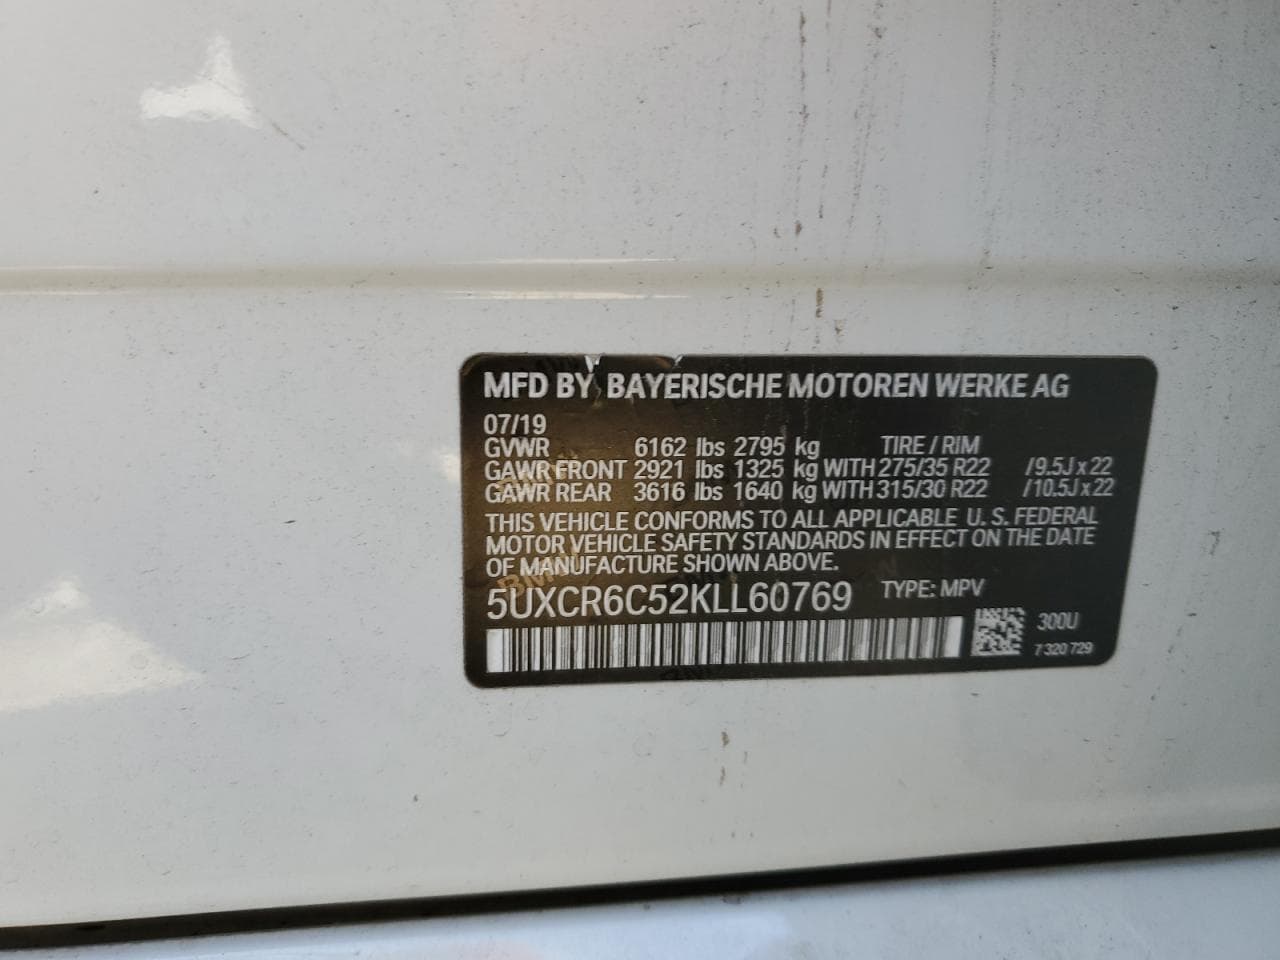 MFD BY BAYERISCHE MOTOREN WERKE AG
07/19
GVWR 6162 lbs 2795 kg TIRE / RIM
GAWR FRONT 2921 lbs 1325 kg WITH 275/35 R22 /9.5J x 22
GAWR REAR 3616 lbs 1640 kg WITH 315/30 R22 /10.5J x 22
THIS VEHICLE CONFORMS TO ALL APPLICABLE U. S. FEDERAL
MOTOR VEHICLE SAFETY STANDARDS IN EFFECT ON THE DATE
OF MANUFACTURE SHOWN ABOVE.
5UXCR6C52KLL60769 TYPE: MPV
300U
7 320 729